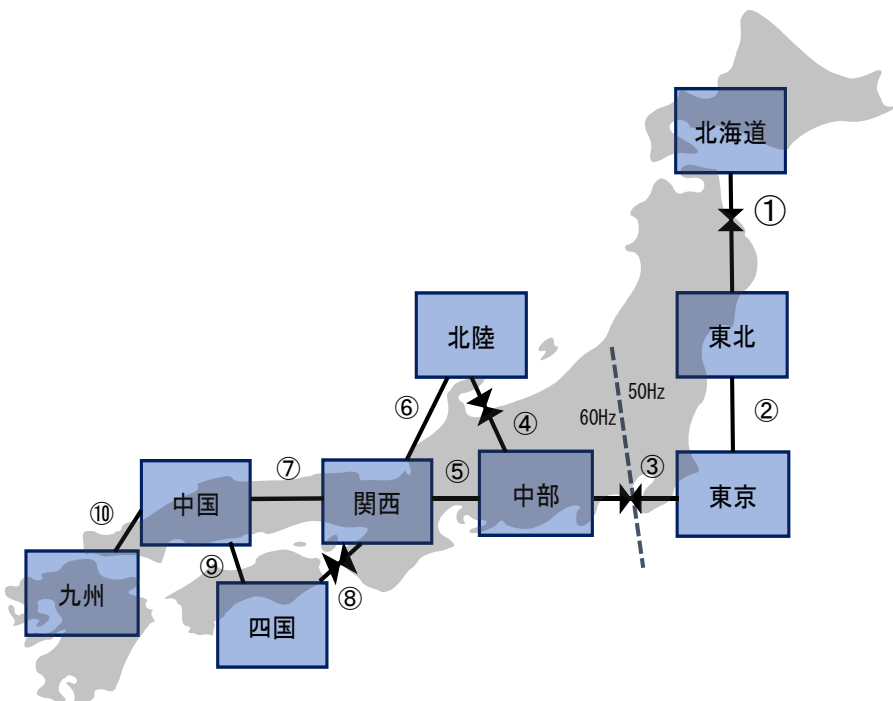 北海道
①
北陸
東北
50Hz
60Hz
⑥
④
②
⑦
⑤
③
中国
関西
中部
東京
⑩
⑨
⑧
九州
四国